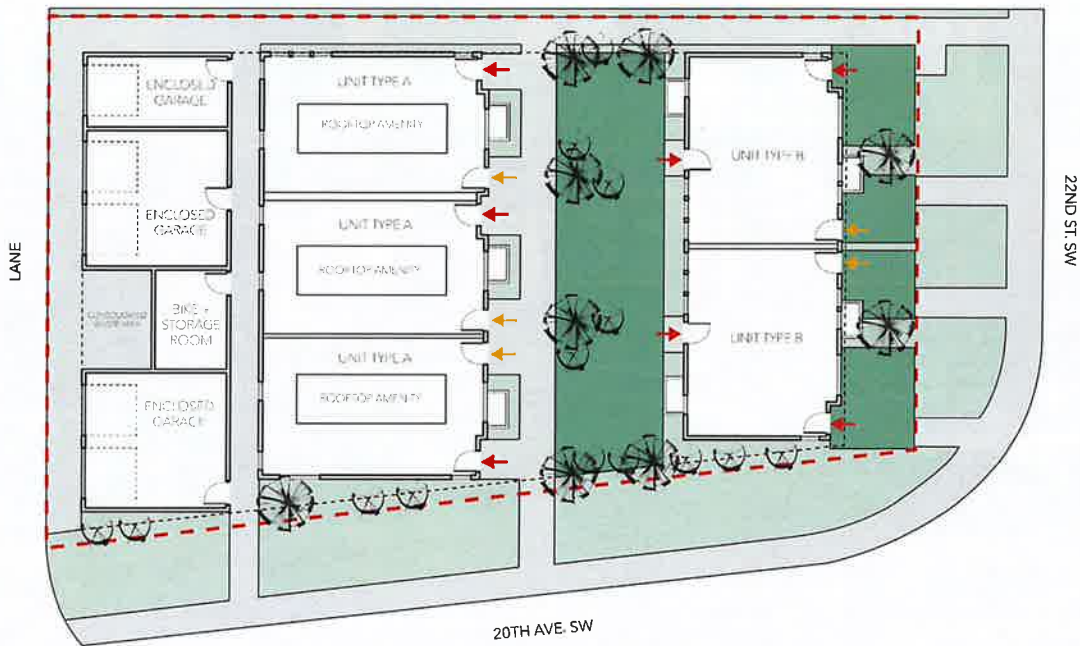 ENCLOSED
GARAGE
UNIT TYPE A
ROOFTOP AMENITY
UNIT TYPE B
ENCLOSED
GARAGE
UNIT TYPE A
ROOFTOP AMENITY
LANE
22ND ST. SW
BIKE +
STORAGE
ROOM
UNIT TYPE B
UNIT TYPE A
ROOFTOP AMENITY
ENCLOSED
GARAGE
20TH AVE. SW